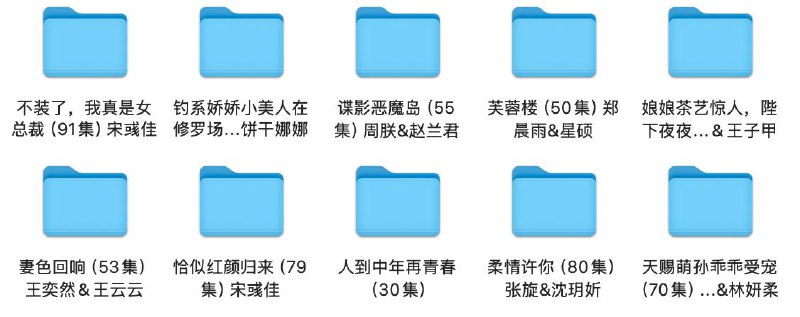 不装了，我真是女
总裁（91集）宋彧佳
钓系娇娇小美人在
修罗场...饼干娜娜
谍影恶魔岛（55
集）周朕&赵兰君
芙蓉楼（50集）郑
晨雨&星硕
娘娘茶艺惊人，陛
下夜夜...＆王子甲
妻色回响（53集）
王奕然＆王云云
恰似红颜归来（79
集）宋彧佳
人到中年再青春
（30集）
柔情许你（80集）
张旋&沈玥妡
天赐萌孙乖乖受宠
（70集）...&林妍柔